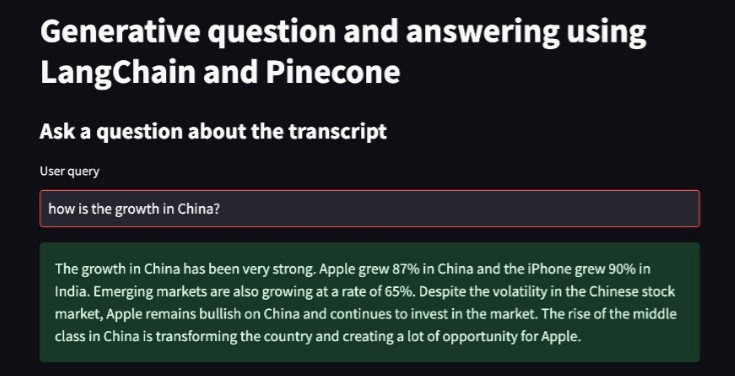 Generative question and answering using
LangChain and Pinecone
Ask a question about the transcript
User query
how is the growth in China?
The growth in China has been very strong. Apple grew 87% in China and the iPhone grew 90% in
India. Emerging markets are also growing at a rate of 65%. Despite the volatility in the Chinese stock
market, Apple remains bullish on China and continues to invest in the market. The rise of the middle
class in China is transforming the country and creating a lot of opportunity for Apple.